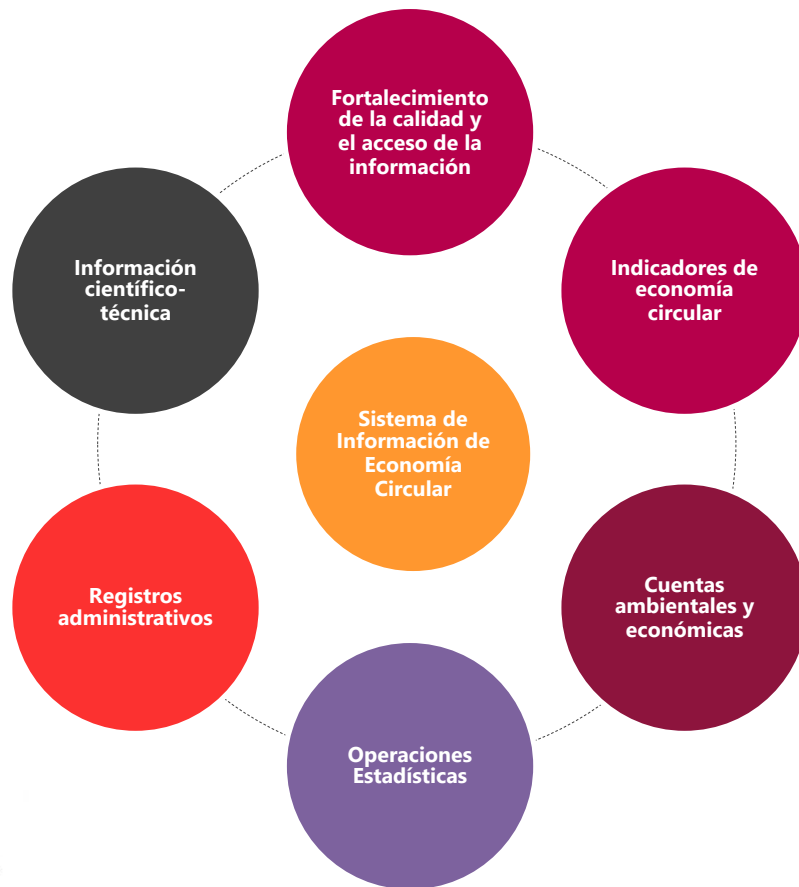 Fortalecimiento
de la calidad y
el acceso de la
información
Indicadores de
economía
circular
Cuentas
ambientales y
económicas
Operaciones
Estadísticas
Registros
administrativos
Información
científico-
técnica
Sistema de
Información de
Economía
Circular